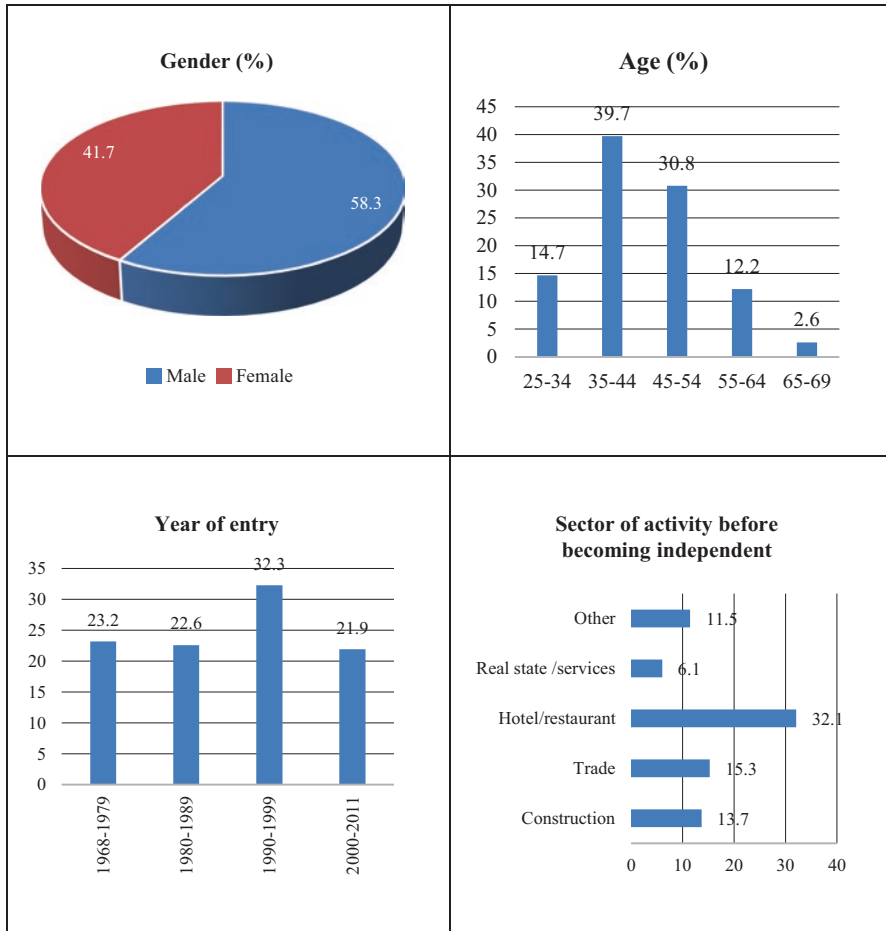 Gender (%)
41.7
58.3
Male Female
Age (%)
45
40
35
30
25
20
15
10
5
0
14.7
39.7
30.8
12.2
2.6
25-34 35-44 45-54 55-64 65-69
Year of entry
35
30
25
20
15
10
5
0
23.2
22.6
32.3
21.9
1968-1979
1980-1989
1990-1999
2000-2011
Sector of activity before
becoming independent
Other 11.5
Real state /services 6.1
Hotel/restaurant 32.1
Trade 15.3
Construction 13.7
0 10 20 30 40